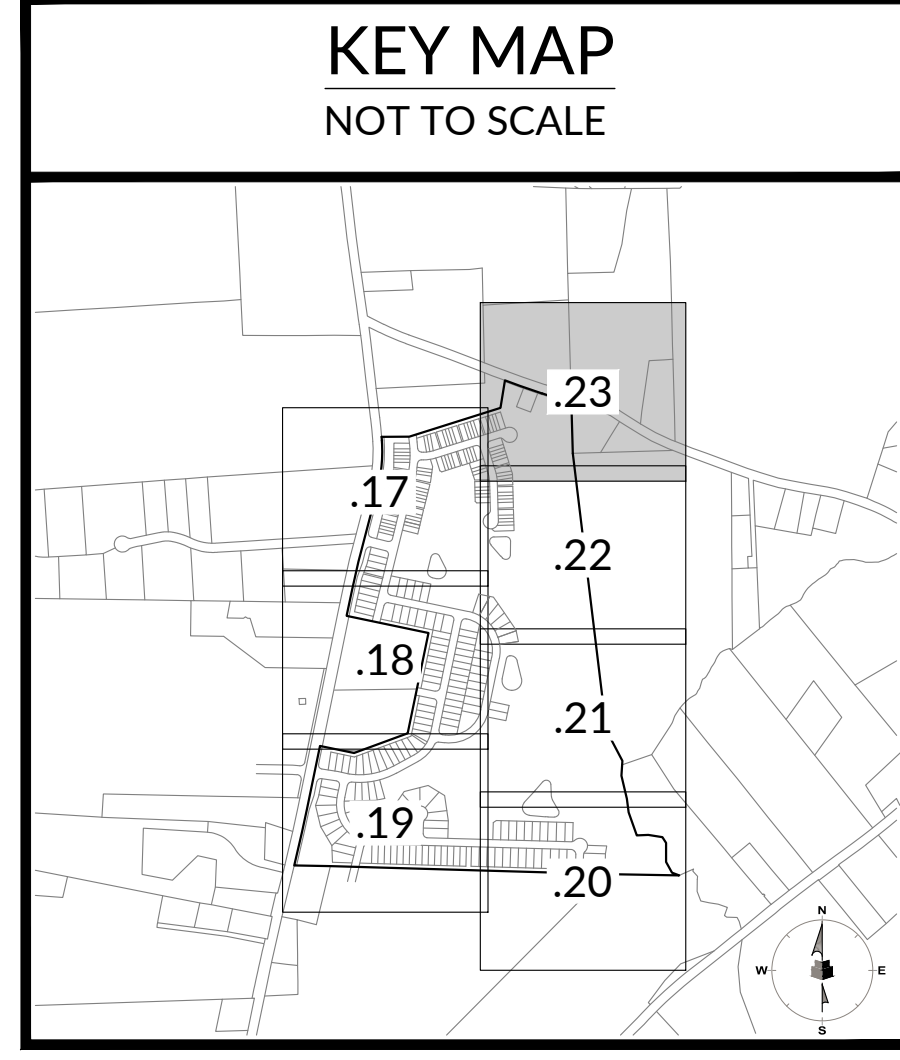 KEY MAP
NOT TO SCALE
.23
.17
.22
.18
.21
.19
.20
N
W
E
S